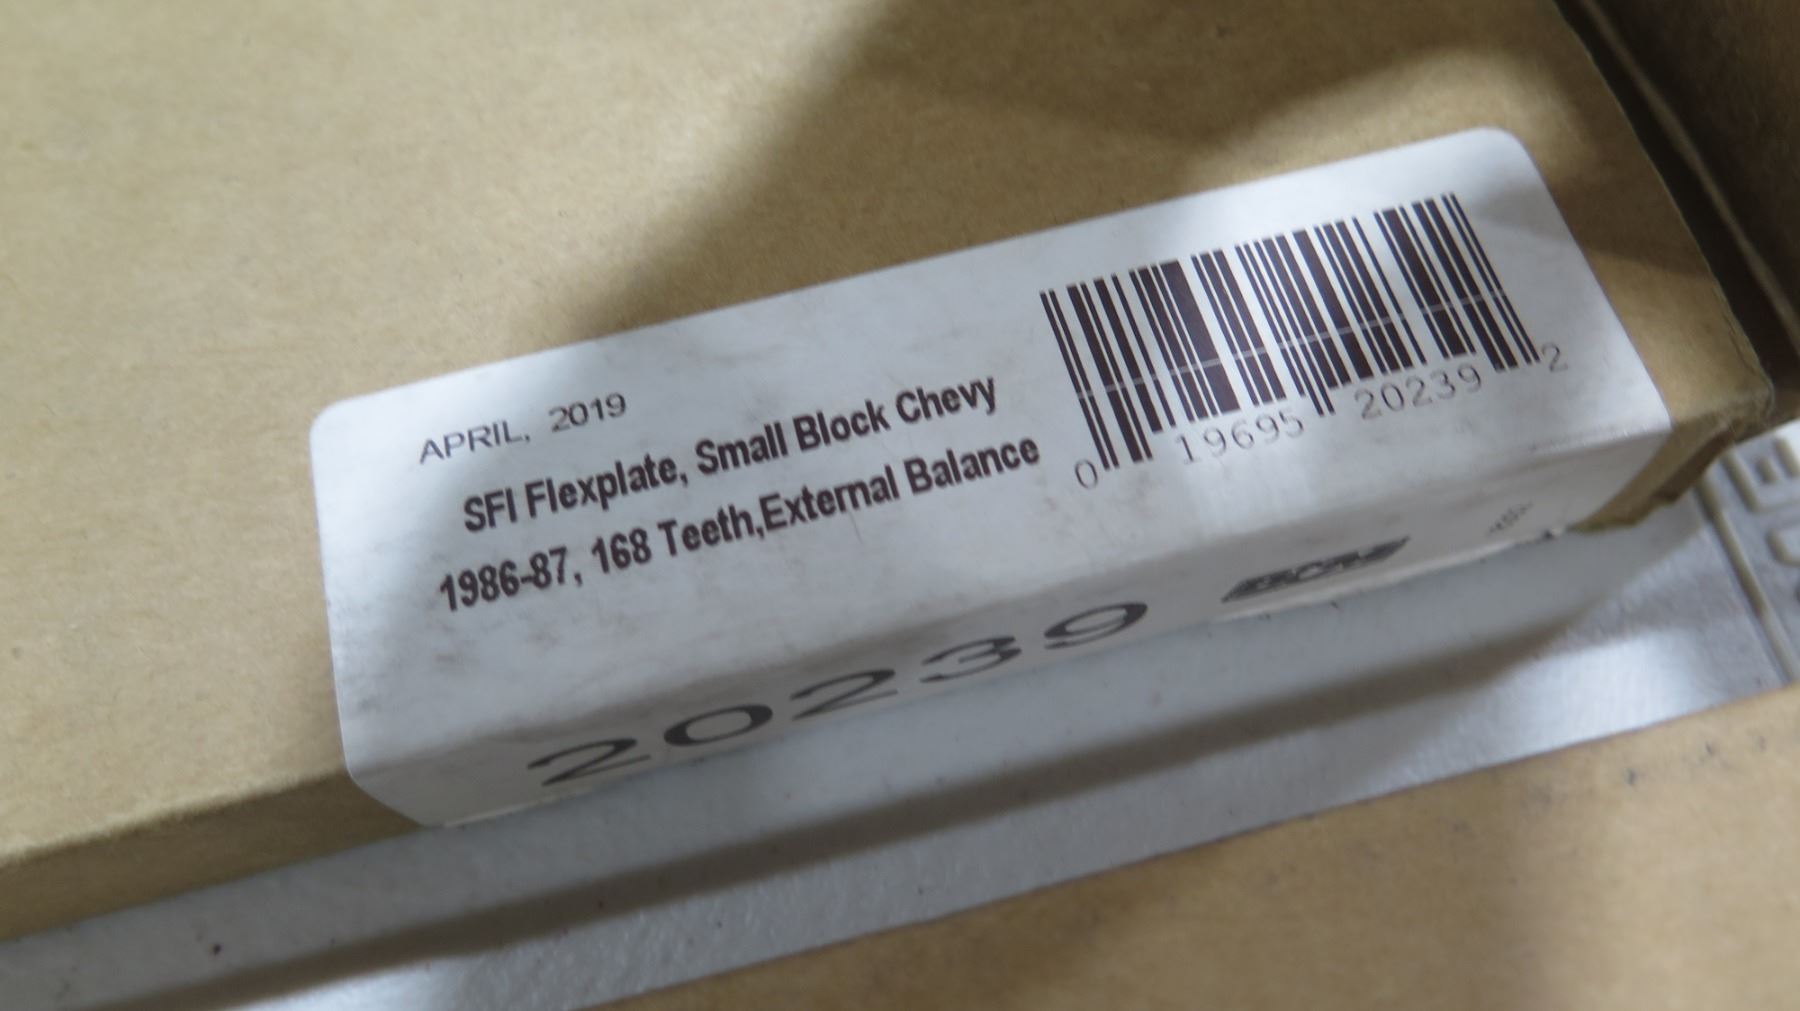 APRIL, 2019
SFI Flexplate, Small Block Chevy
1986-87, 168 Teeth,External Balance
0 19695 20239 2
20239